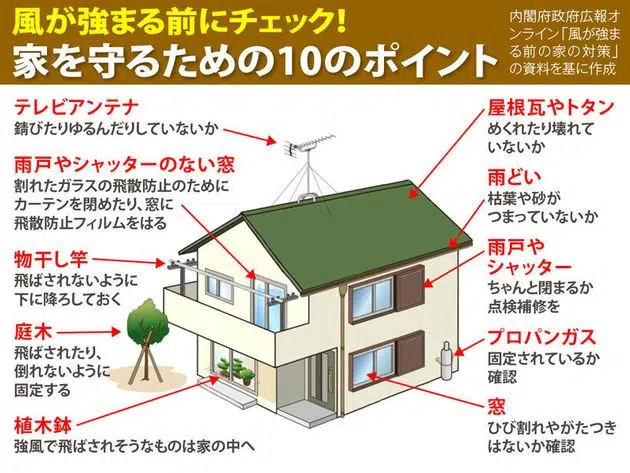 風が強まる前にチェック!
家を守るための10のポイント
内閣府政府広報オ
ンライン「風が強ま
る前の家の対策」
の資料を基に作成
テレビアンテナ
錆びたりゆるんだりしていないか
雨戸やシャッターのない窓
割れたガラスの飛散防止のために
カーテンを閉めたり、窓に
飛散防止フィルムをはる
物干し竿
飛ばされないように
下に降ろしておく
庭木
飛ばされたり、
倒れないように
固定する
植木鉢
強風で飛ばされそうなものは家の中へ
屋根瓦やトタン
めくれたり壊れて
いないか
雨どい
枯葉や砂が
つまっていないか
雨戸や
シャッター
ちゃんと閉まるか
点検補修を
プロパンガス
固定されているか
確認
窓
ひび割れやがたつき
はないか確認